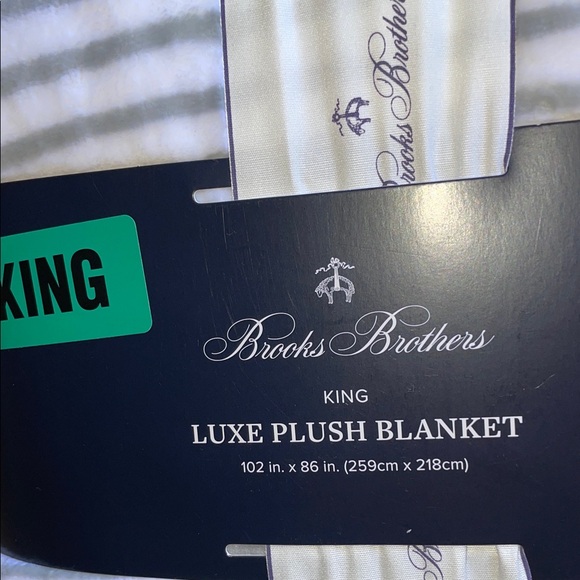 Brooks Brothers
KING
Brooks Brothers
KING
LUXE PLUSH BLANKET
102 in. x 86 in. (259cm x 218cm)